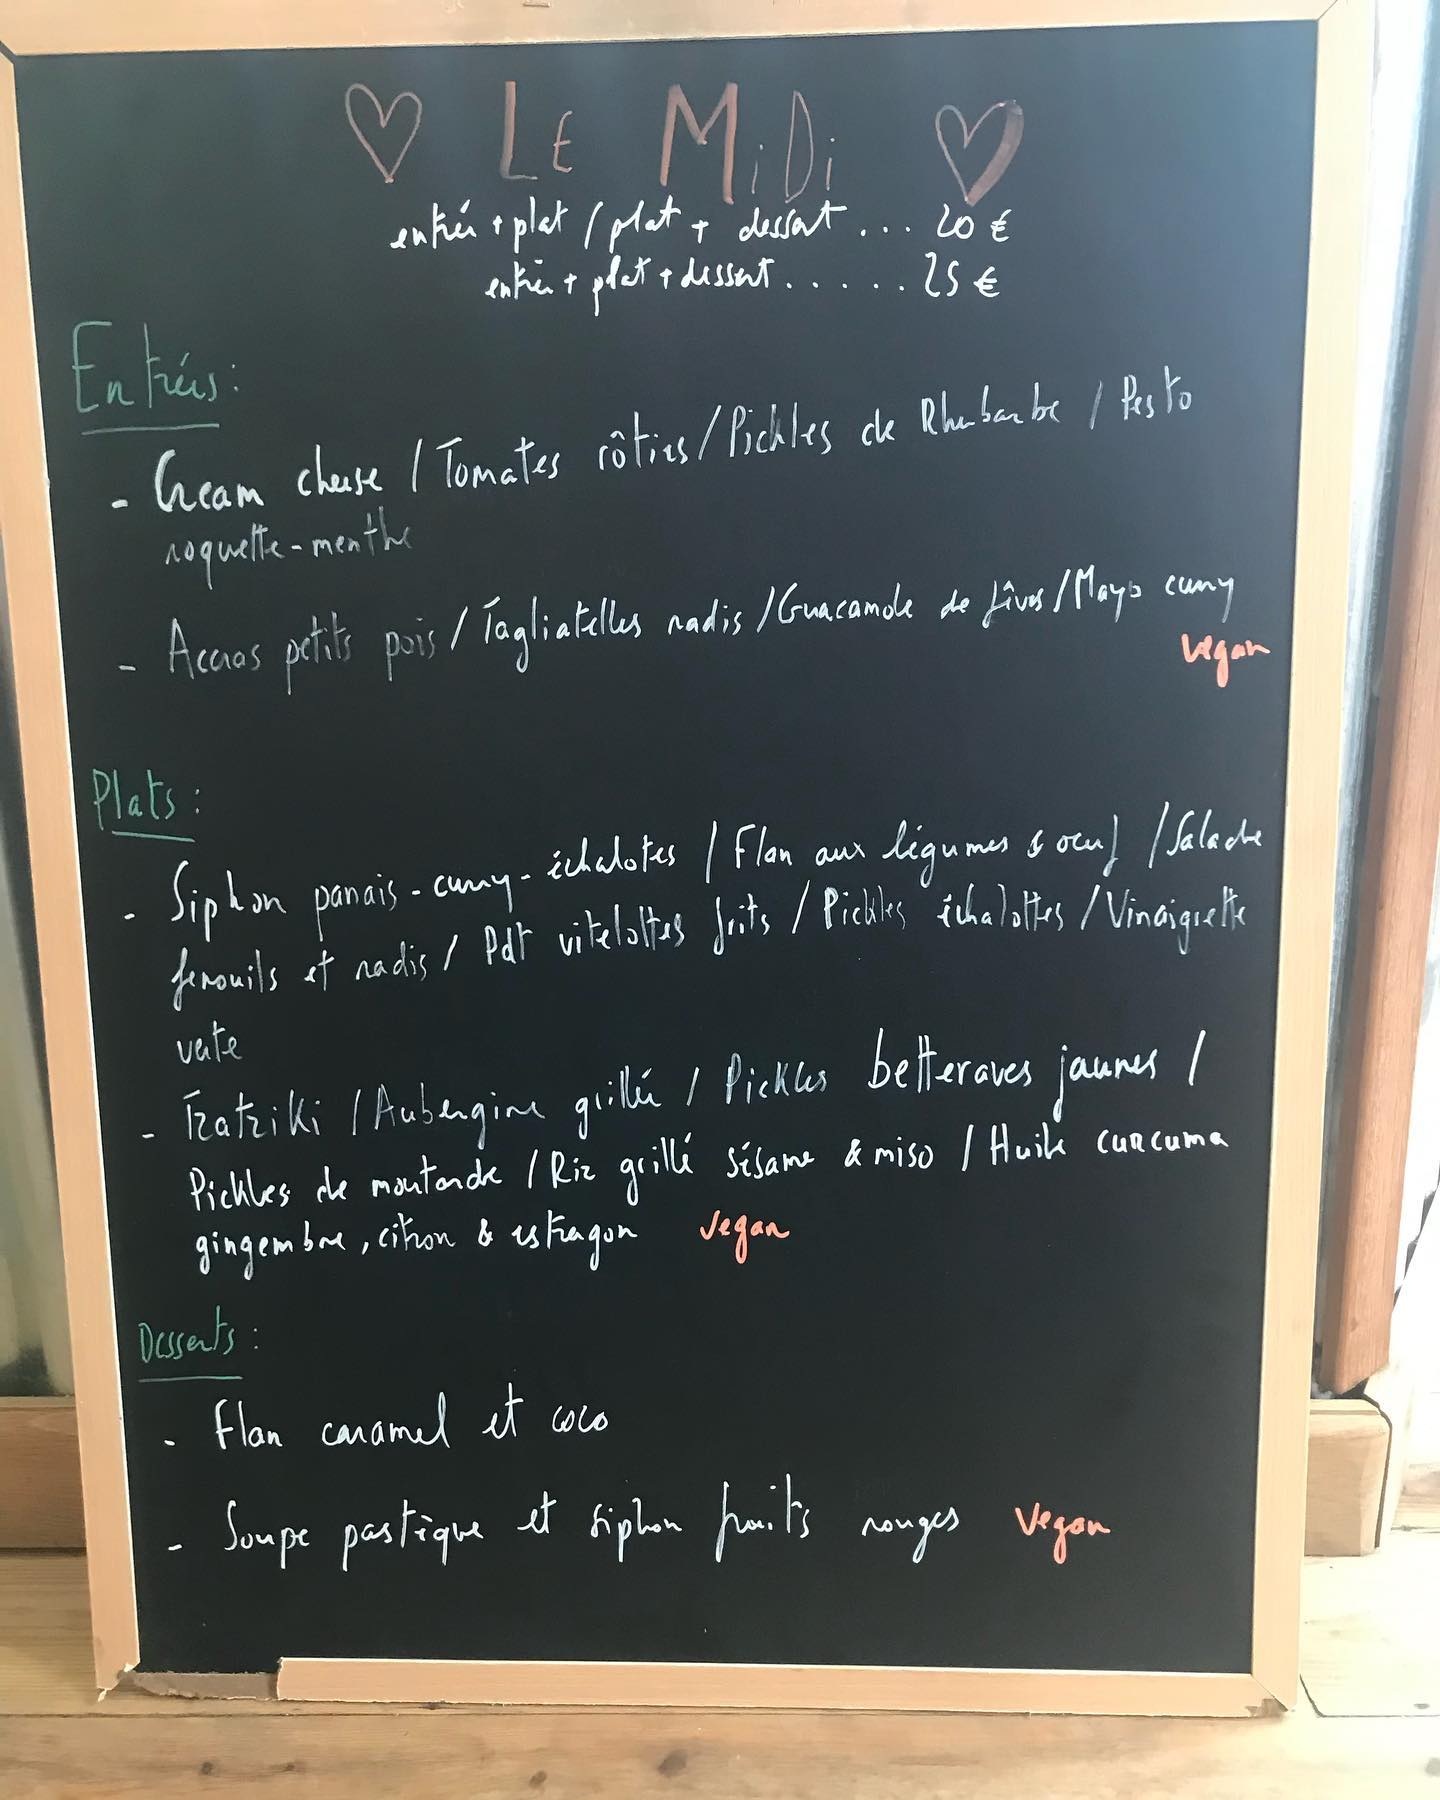 ♡ LE MiDi ♡
entrée + plat / plat + dessert ... 20 €
entrée + plat + dessert ..... 25 €
Entrées :
- Cream cheese / Tomates rôties / Pickles de Rhubarbe / Pesto
roquette - menthe
- Accras petits pois / Tagliatelles radis / Guacamole de fèves / Mayo curry
vegan
Plats :
- Siphon panais - curry - échalotes / Flan aux légumes & oeuf / Salade
fenouils et radis / Pdt vitelottes frits / Pickles échalottes / Vinaigrette
verte
- Tzatziki / Aubergine grillée / Pickles betteraves jaunes /
Pickles de moutarde / Riz grillé sésame & miso / Huile curcuma
gingembre, citron & estragon vegan
Desserts :
- Flan caramel et coco
- Soupe pastèque et siphon fruits rouges Vegan